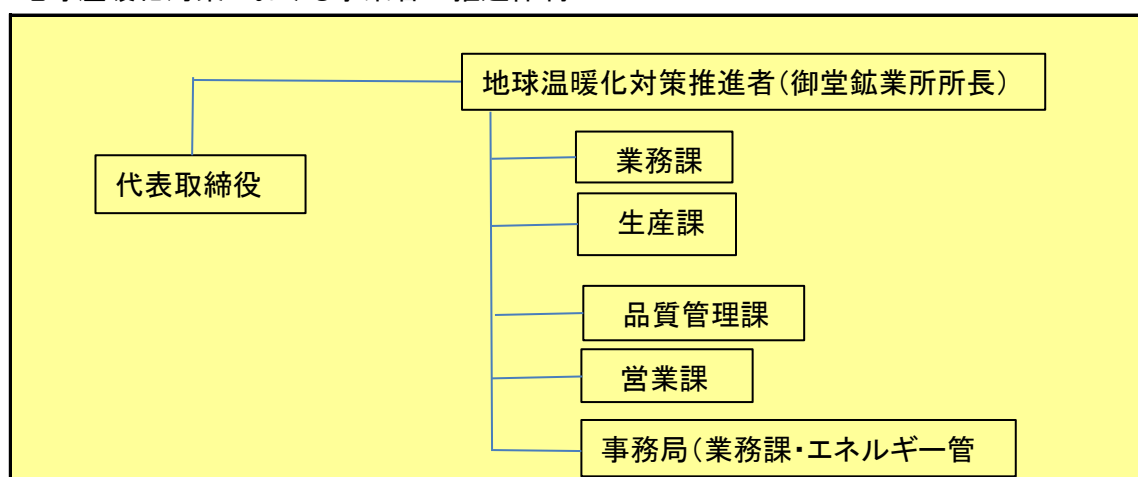 地球温暖化対策推進者(御堂鉱業所所長)
代表取締役
業務課
生産課
品質管理課
営業課
事務局(業務課・エネルギー管